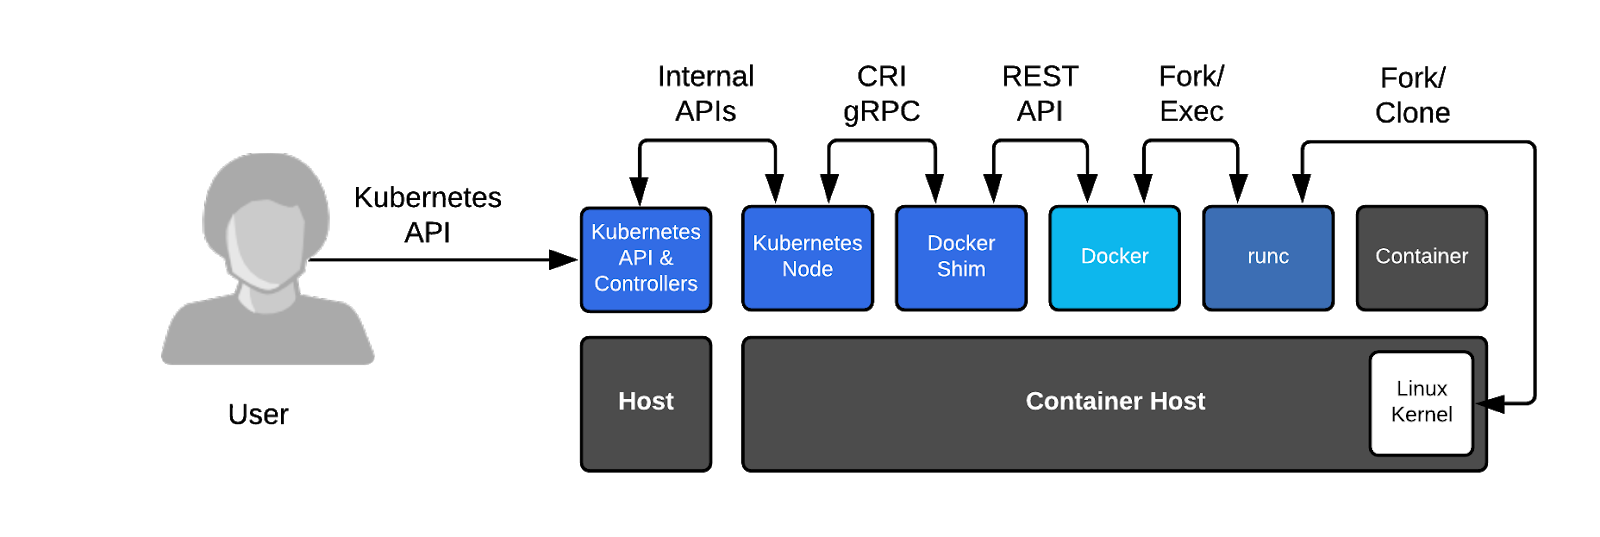 Internal
APIs
CRI
gRPC
REST
API
Fork/
Exec
Fork/
Clone
Kubernetes
API
Kubernetes
API &
Controllers
Kubernetes
Node
Docker
Shim
Docker
runc
Container
User
Host
Container Host
Linux
Kernel